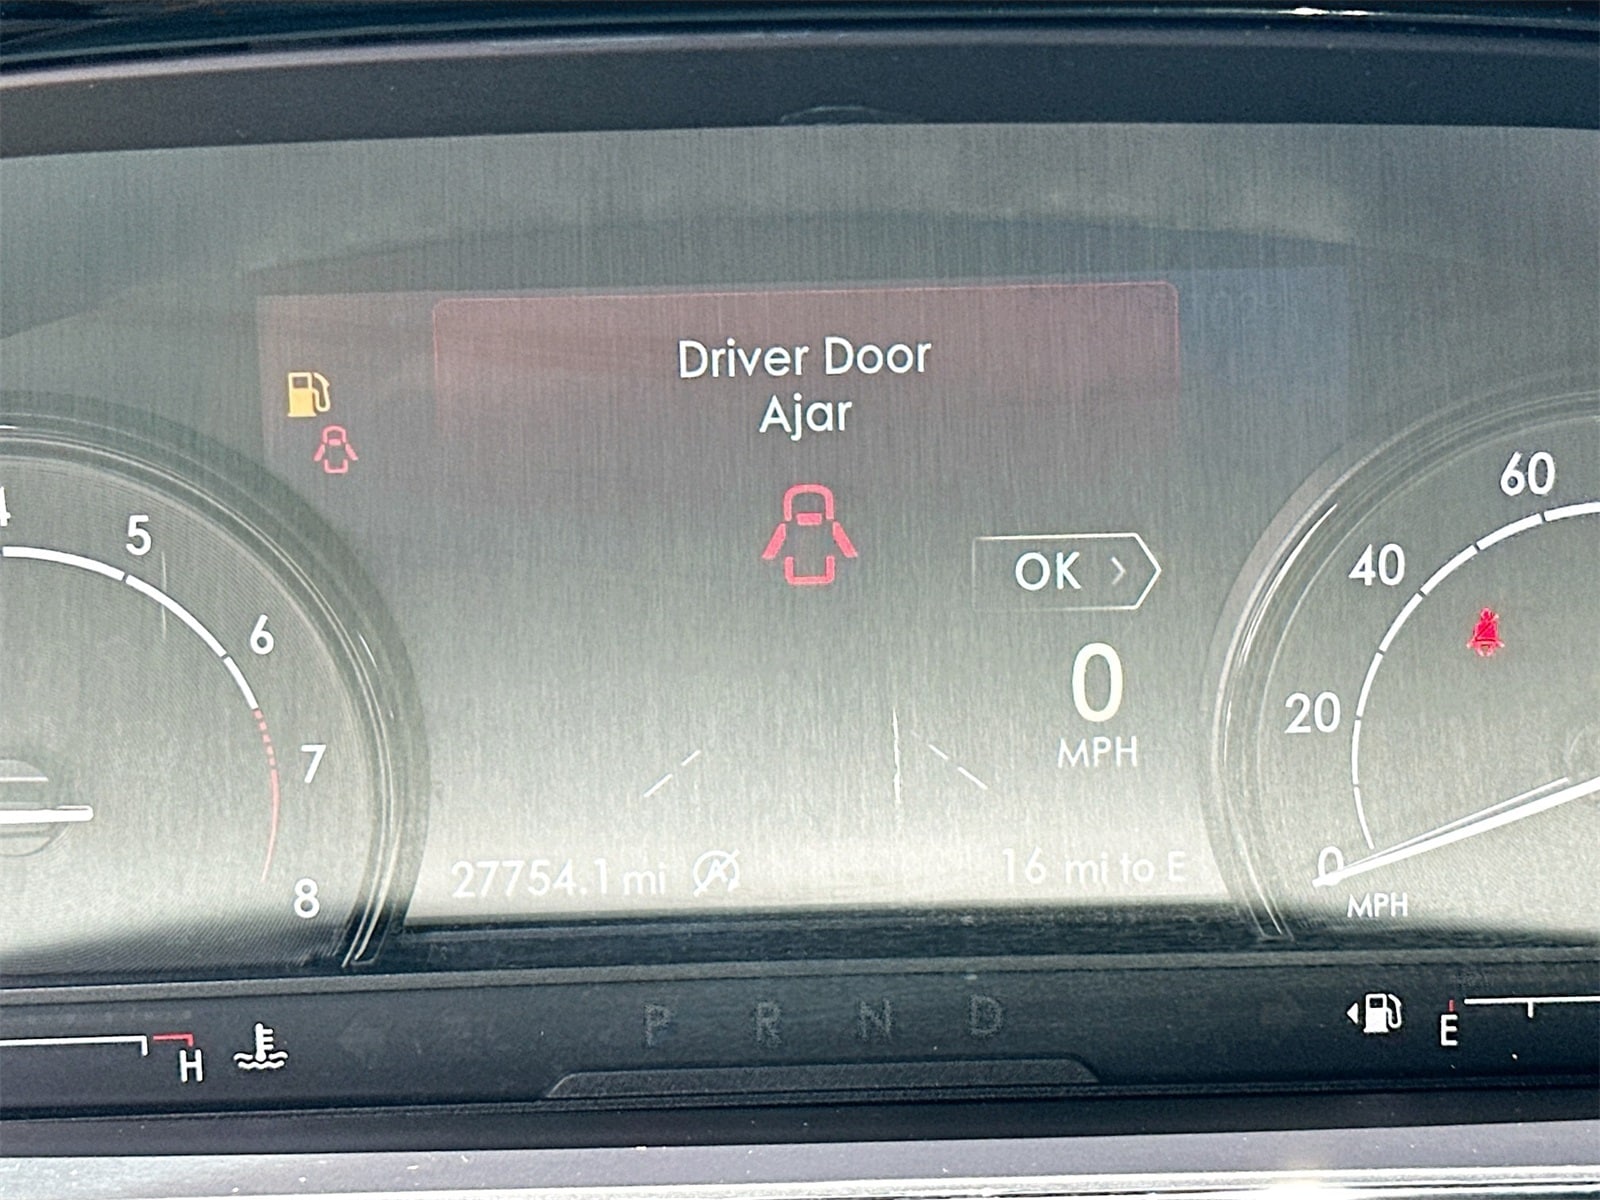 Driver Door
Ajar
OK
0
MPH
27754.1 mi
16 mi to E
5
6
7
8
60
40
20
0
MPH
P R N D
H
E